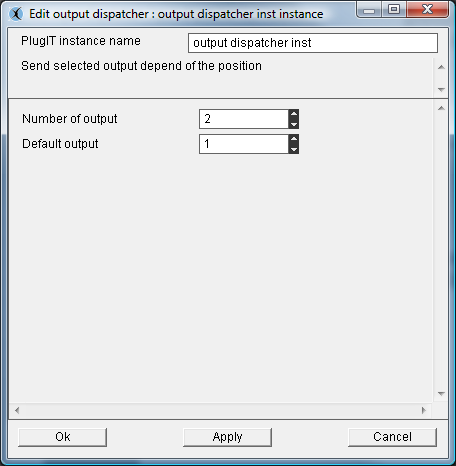 Edit output dispatcher : output dispatcher inst instance
PlugIT instance name output dispatcher inst
Send selected output depend of the position
Number of output 2
Default output 1
Ok Apply Cancel